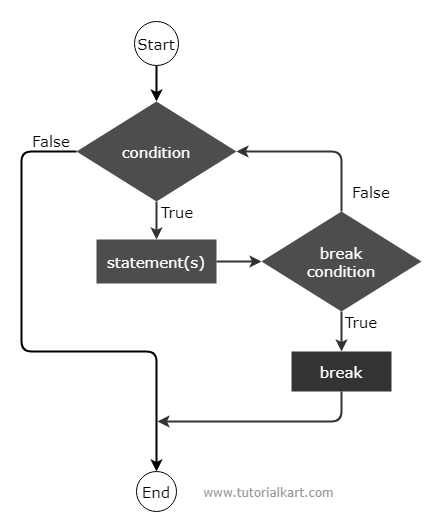 Start
False
condition
True
False
statement(s)
break
condition
True
break
End
www.tutorialkart.com